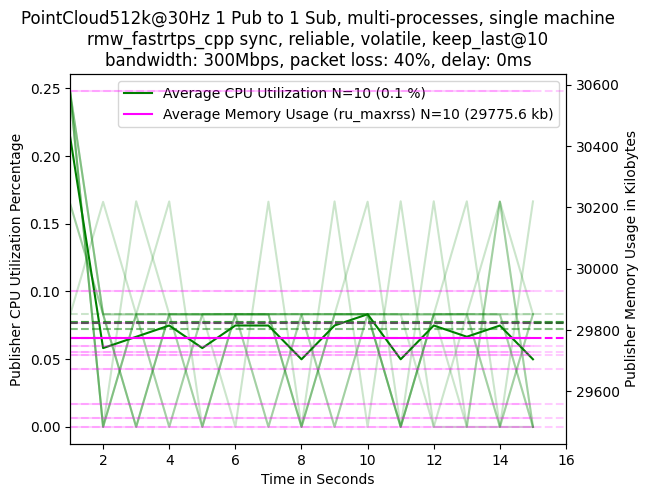 PointCloud512k@30Hz 1 Pub to 1 Sub, multi-processes, single machine
rmw_fastrtps_cpp sync, reliable, volatile, keep_last@10
bandwidth: 300Mbps, packet loss: 40%, delay: 0ms
Average CPU Utilization N=10 (0.1 %)
Average Memory Usage (ru_maxrss) N=10 (29775.6 kb)
Publisher CPU Utilization Percentage
0.25
0.20
0.15
0.10
0.05
0.00
30600
30400
30200
30000
29800
29600
Publisher Memory Usage in Kilobytes
2 4 6 8 10 12 14 16
Time in Seconds